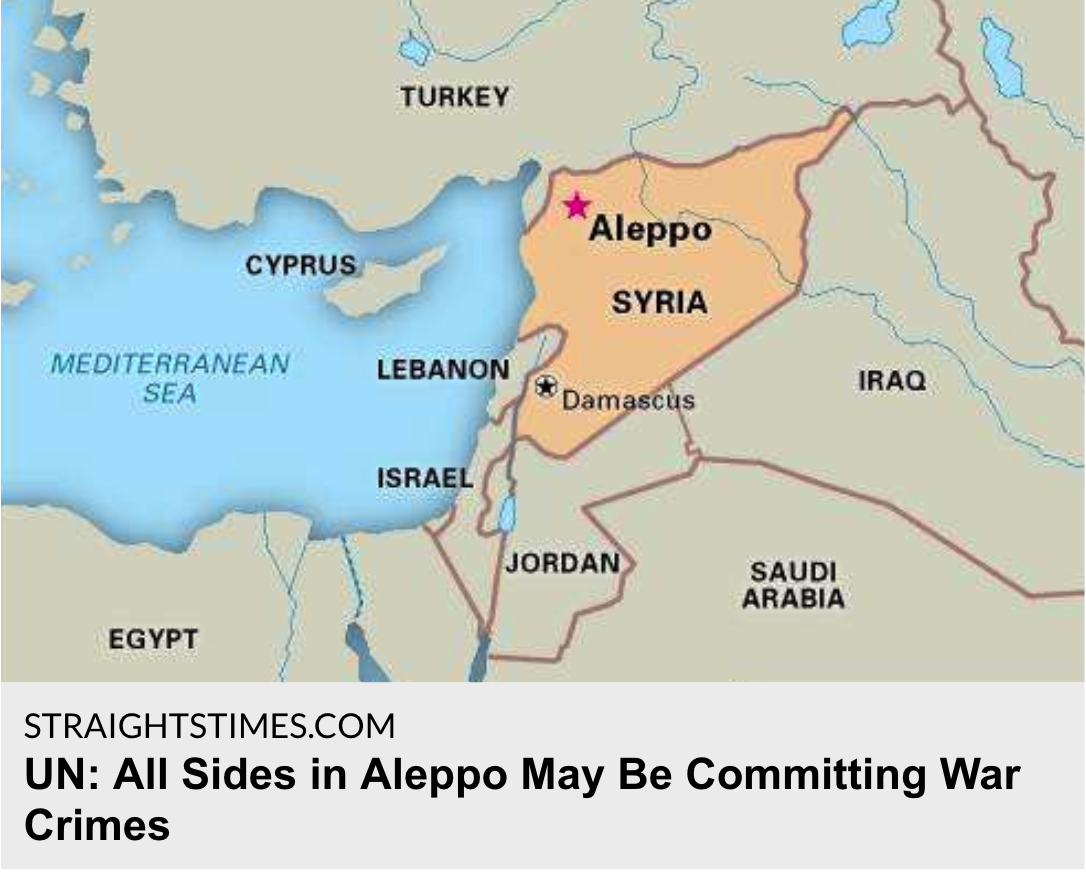 TURKEY
Aleppo
CYPRUS
SYRIA
MEDITERRANEAN
SEA
LEBANON
IRAQ
Damascus
ISRAEL
JORDAN
SAUDI
ARABIA
EGYPT
STRAIGHTSTIMES.COM
UN: All Sides in Aleppo May Be Committing War
Crimes